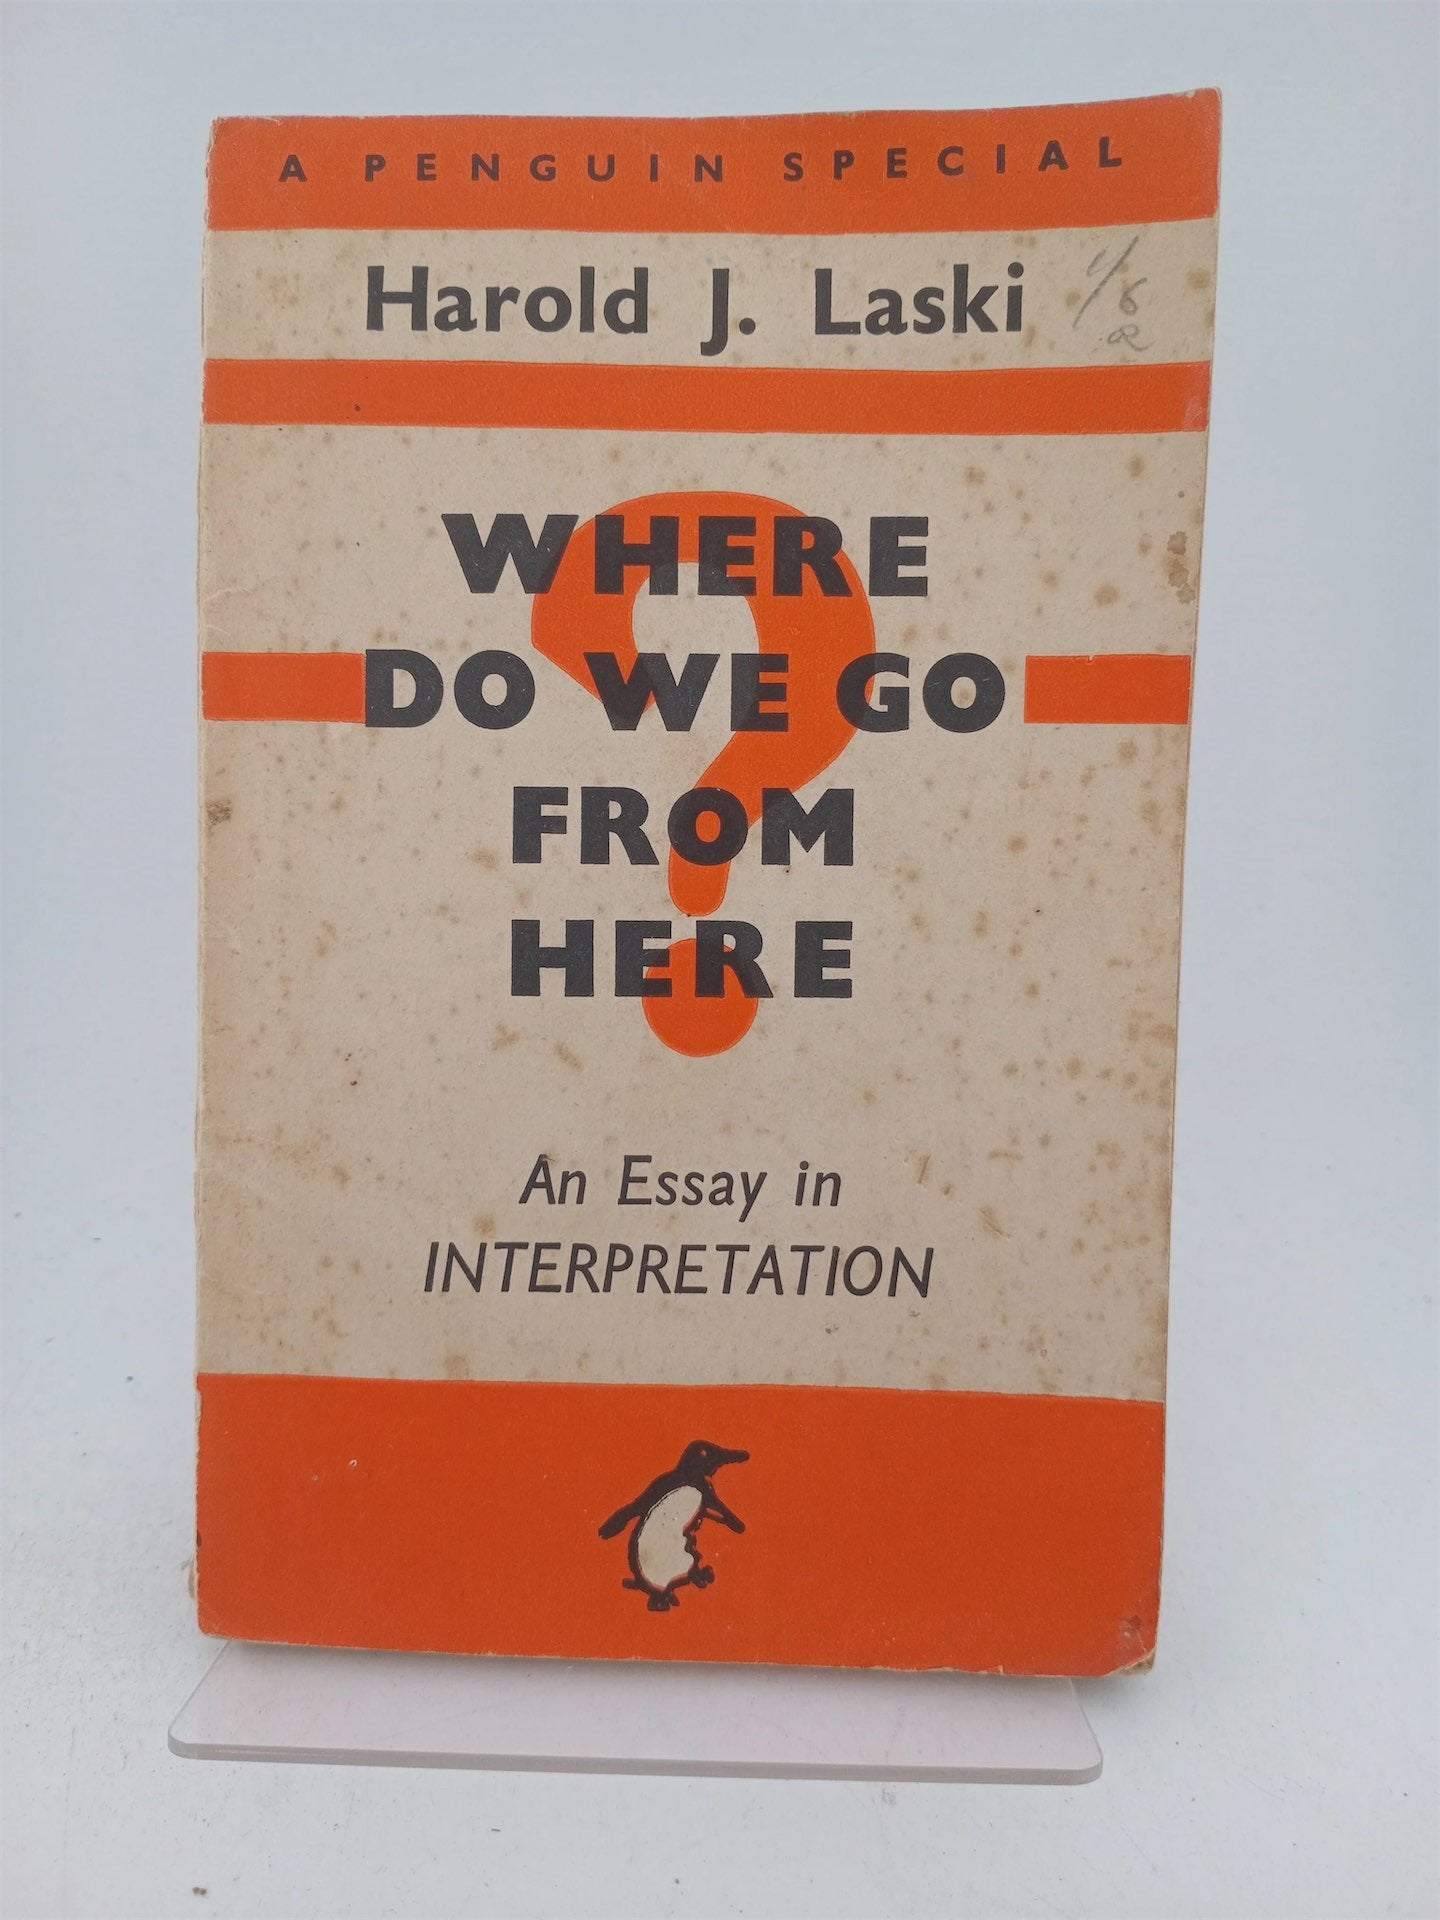 A PENGUIN SPECIAL
Harold J. Laski
WHERE
DO WE GO
FROM
HERE
?
An Essay in
INTERPRETATION